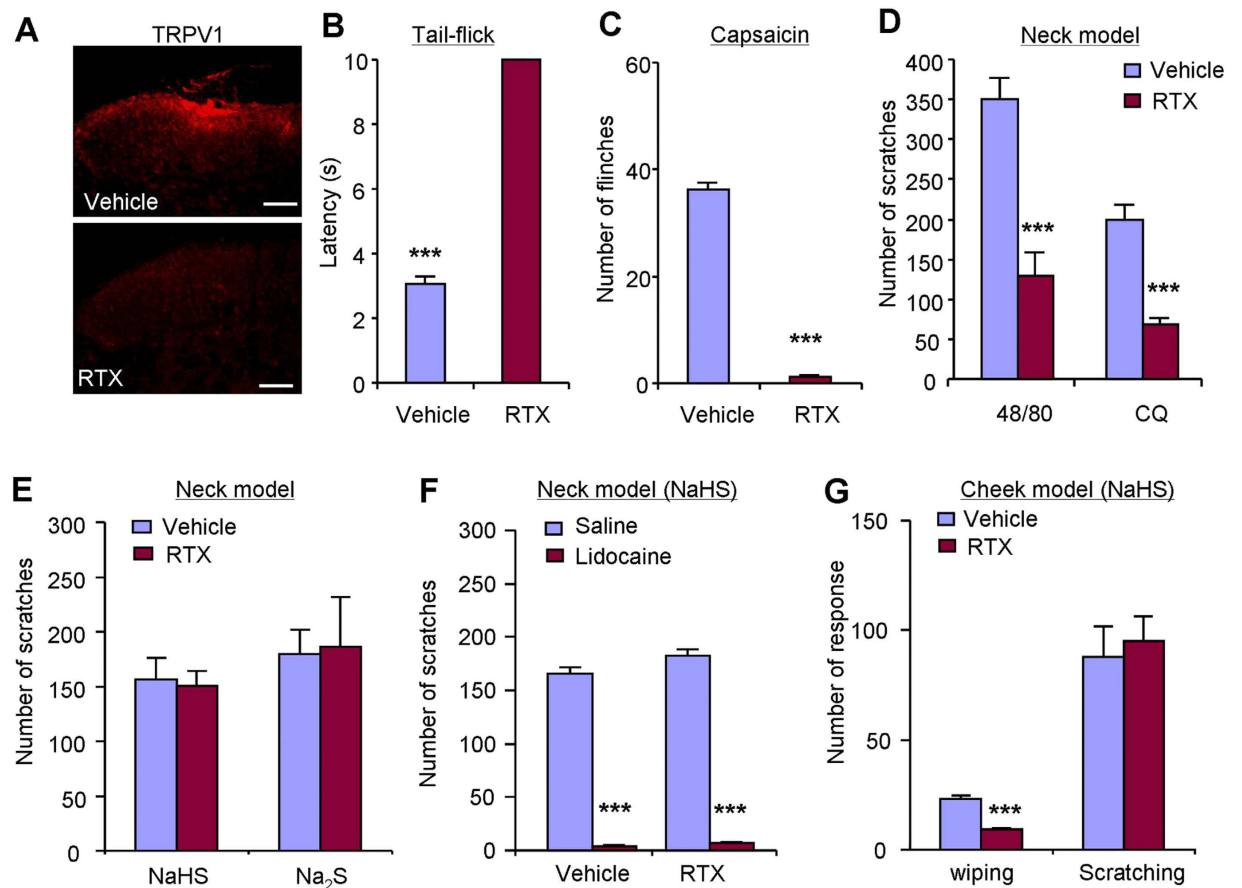 A
TRPV1
Vehicle
RTX
B
Tail-flick
Latency (s)
10
8
6
4
2
0
***
Vehicle RTX
C
Capsaicin
Number of flinches
60
40
20
0
***
Vehicle RTX
D
Neck model
Number of scratches
400
350
300
250
200
150
100
50
0
Vehicle
RTX
***
***
48/80 CQ
E
Neck model
Number of scratches
300
250
200
150
100
50
0
Vehicle
RTX
NaHS Na₂S
F
Neck model (NaHS)
Number of scratches
300
250
200
150
100
50
0
Saline
Lidocaine
***
***
Vehicle RTX
G
Cheek model (NaHS)
Number of response
150
100
50
0
Vehicle
RTX
***
wiping Scratching